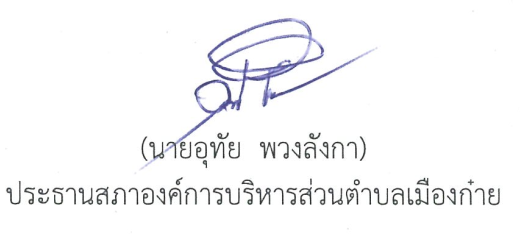 (นายอุทัย พวงลังกา)
ประธานสภาองค์การบริหารส่วนตำบลเมืองก๋าย